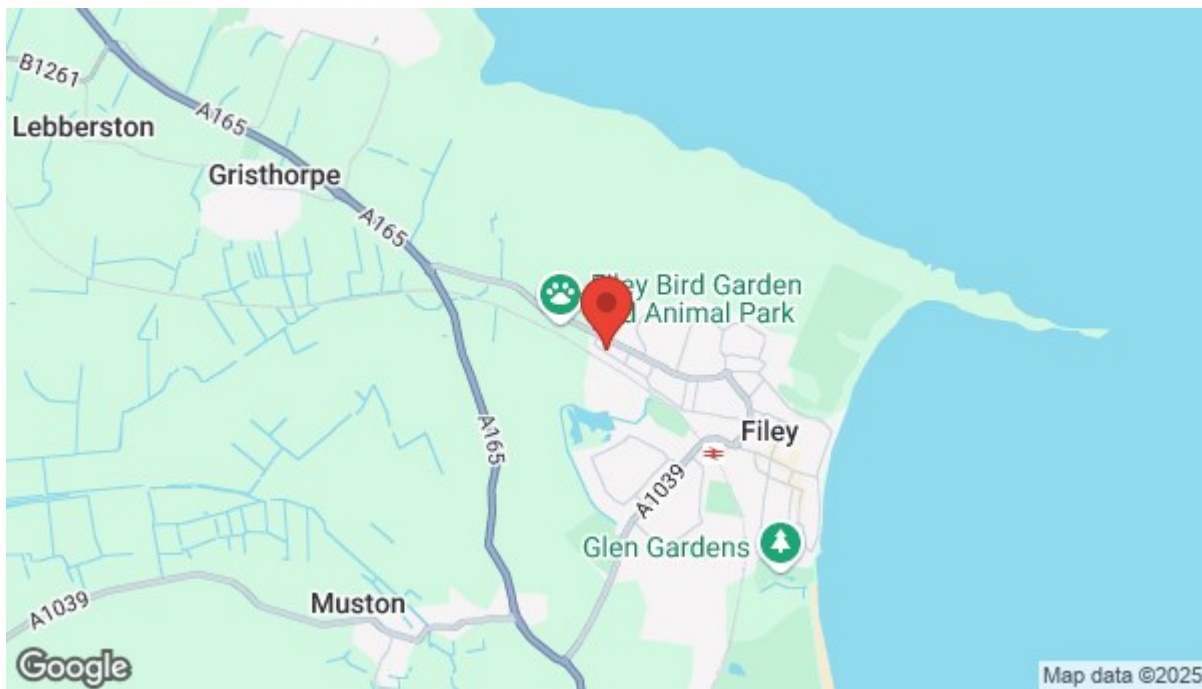 B1261
Lebberston
A165
Gristhorpe
A165
Filey Bird Garden
Animal Park
A165
Filey
A1039
Glen Gardens
A1039
Muston
Google
Map data ©2025